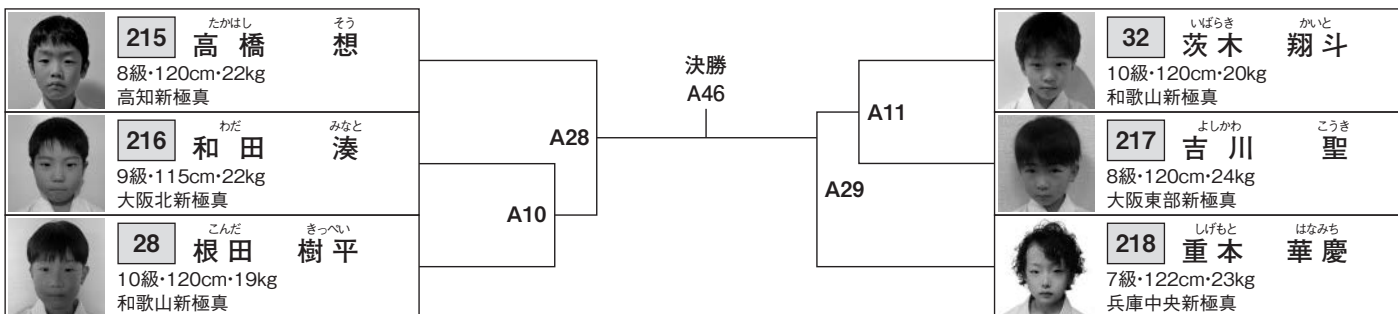 たかはし そう
215 高橋 想
8級・120cm・22kg
高知新極真
わだ みなと
216 和田 湊
9級・115cm・22kg
大阪北新極真
こんだ きっぺい
28 根田 樹平
10級・120cm・19kg
和歌山新極真
A28
A10
決勝
A46
A11
A29
いばらき かいと
32 茨木 翔斗
10級・120cm・20kg
和歌山新極真
よしかわ こうき
217 吉川 聖
8級・120cm・24kg
大阪東部新極真
しげもと はなみち
218 重本 華慶
7級・122cm・23kg
兵庫中央新極真